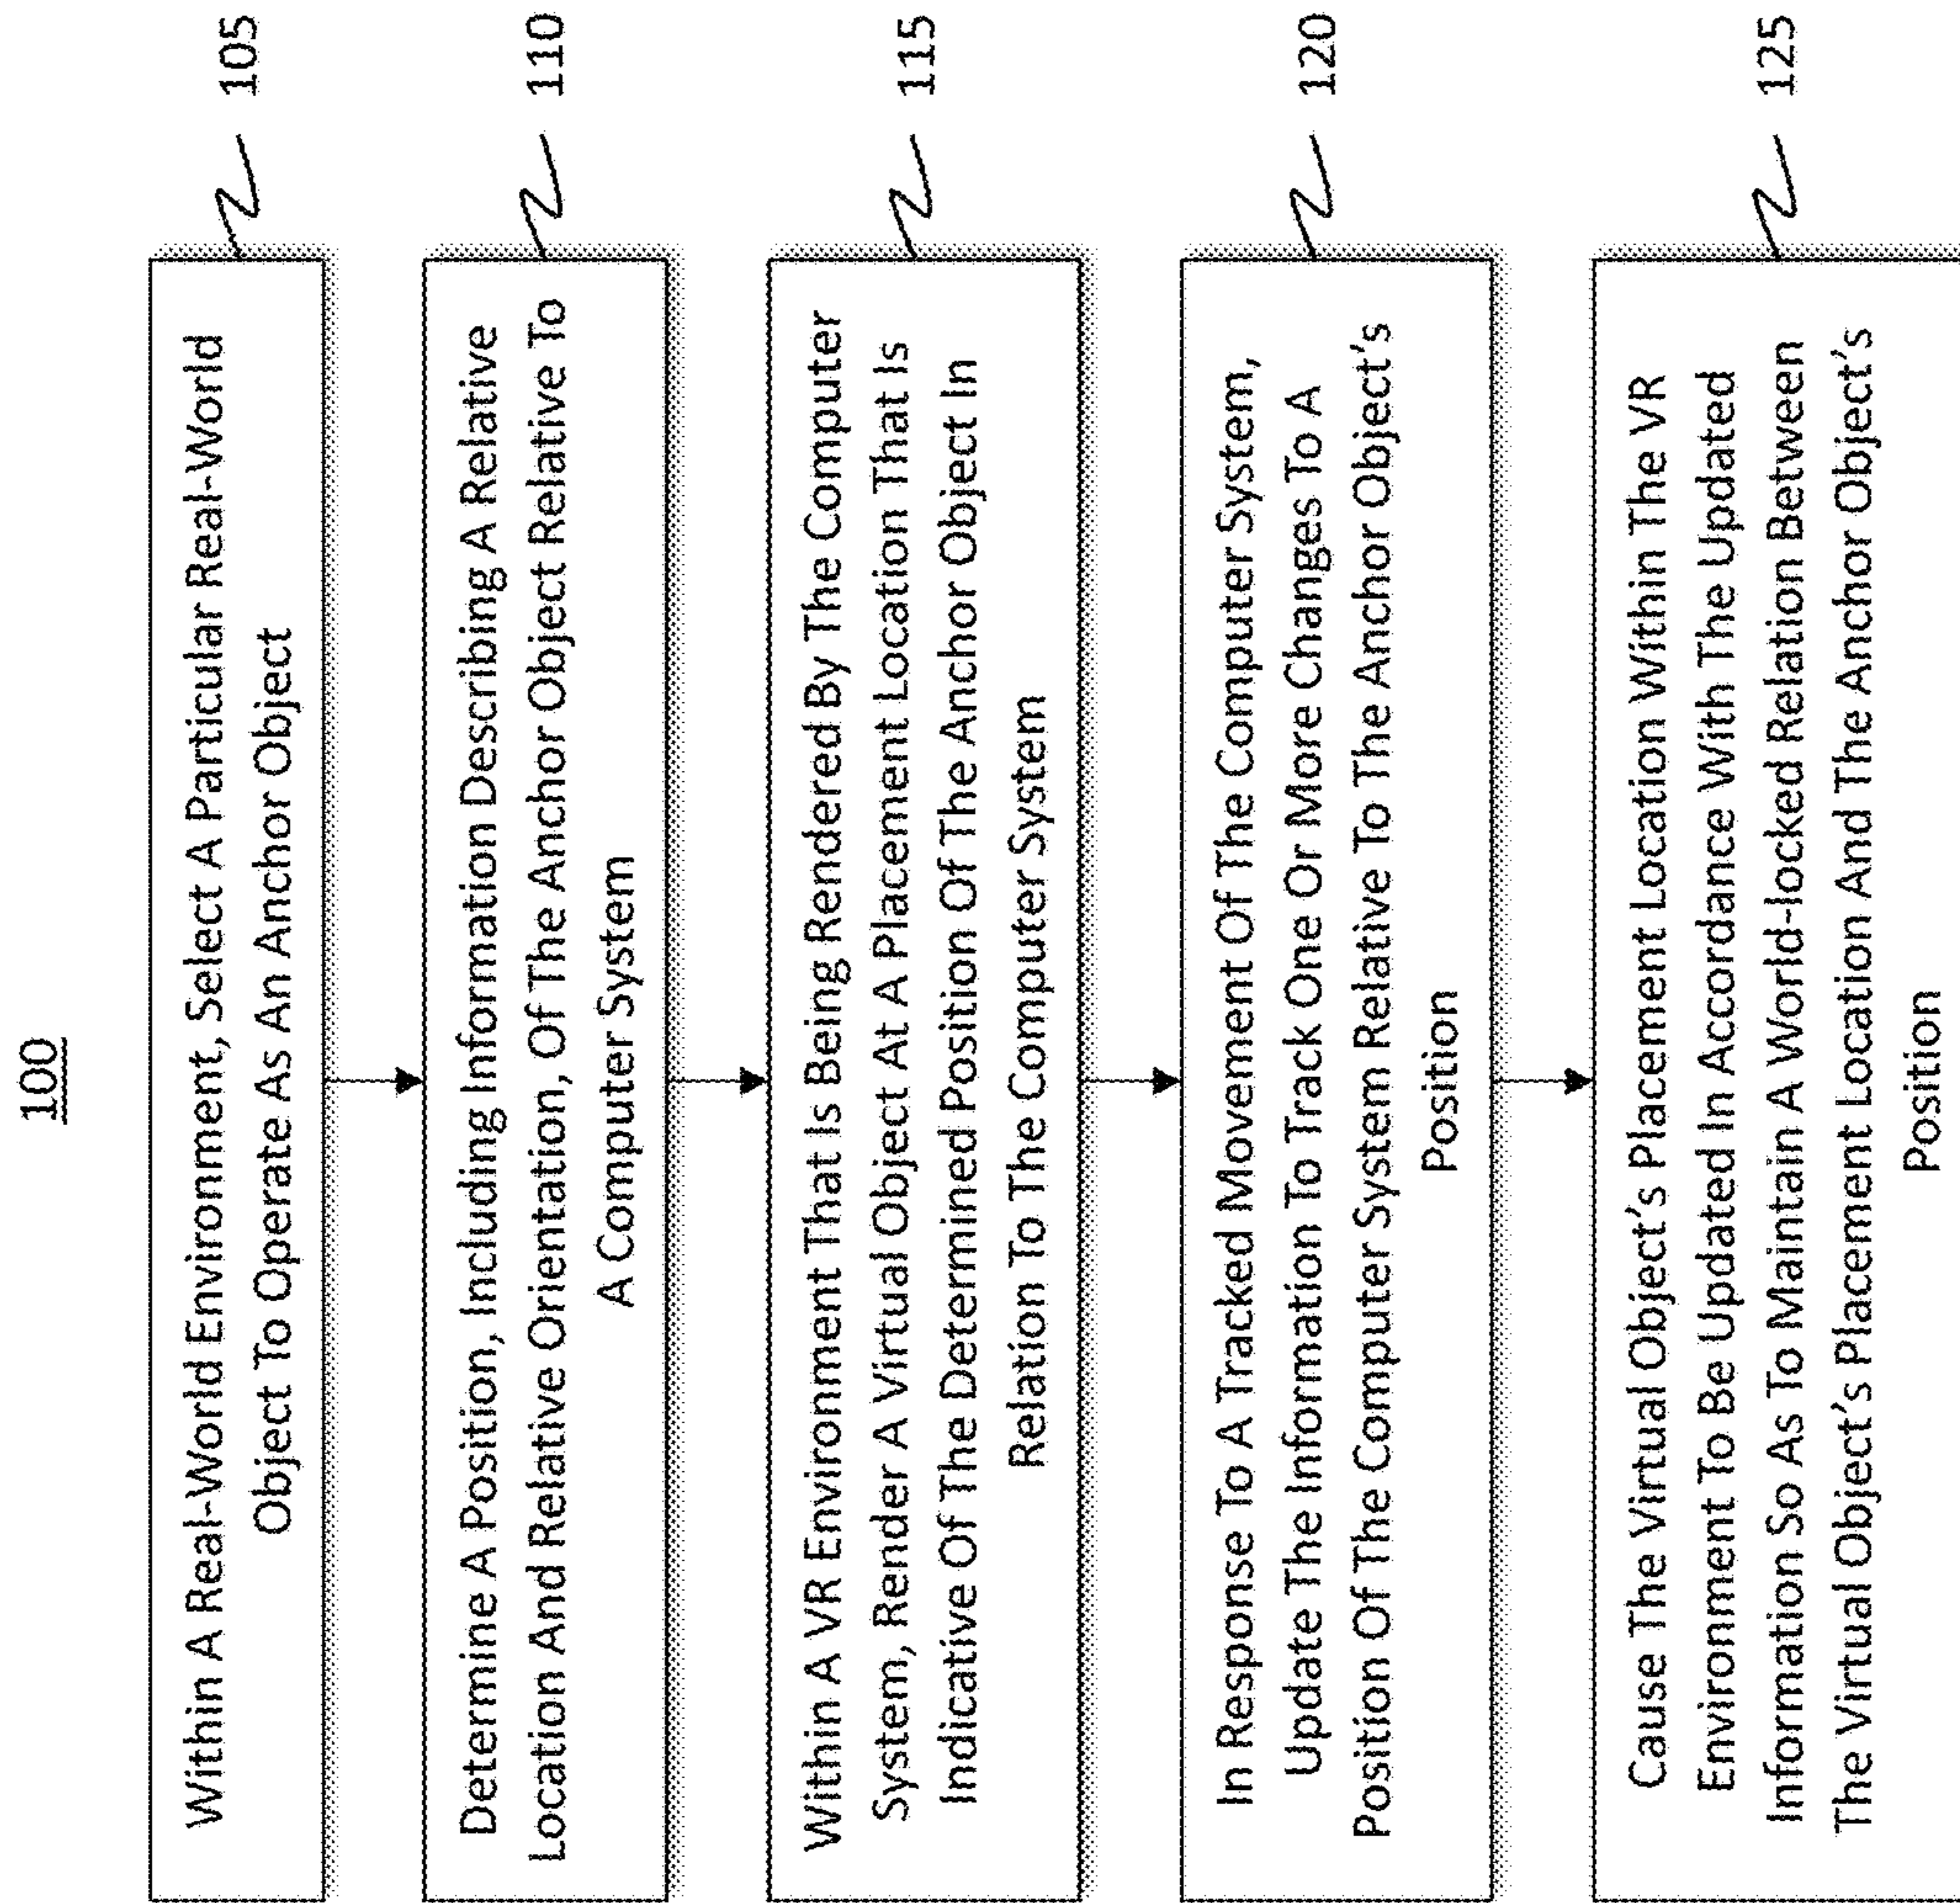 100
Within A Real-World Environment, Select A Particular Real-World
Object To Operate As An Anchor Object
105
Determine A Position, Including Information Describing A Relative
Location And Relative Orientation, Of The Anchor Object Relative To
A Computer System
110
Within A VR Environment That Is Being Rendered By The Computer
System, Render A Virtual Object At A Placement Location That Is
Indicative Of The Determined Position Of The Anchor Object In
Relation To The Computer System
115
In Response To A Tracked Movement Of The Computer System,
Update The Information To Track One Or More Changes To A
Position Of The Computer System Relative To The Anchor Object's
Position
120
Cause The Virtual Object's Placement Location Within The VR
Environment To Be Updated In Accordance With The Updated
Information So As To Maintain A World-locked Relation Between
The Virtual Object's Placement Location And The Anchor Object's
Position
125